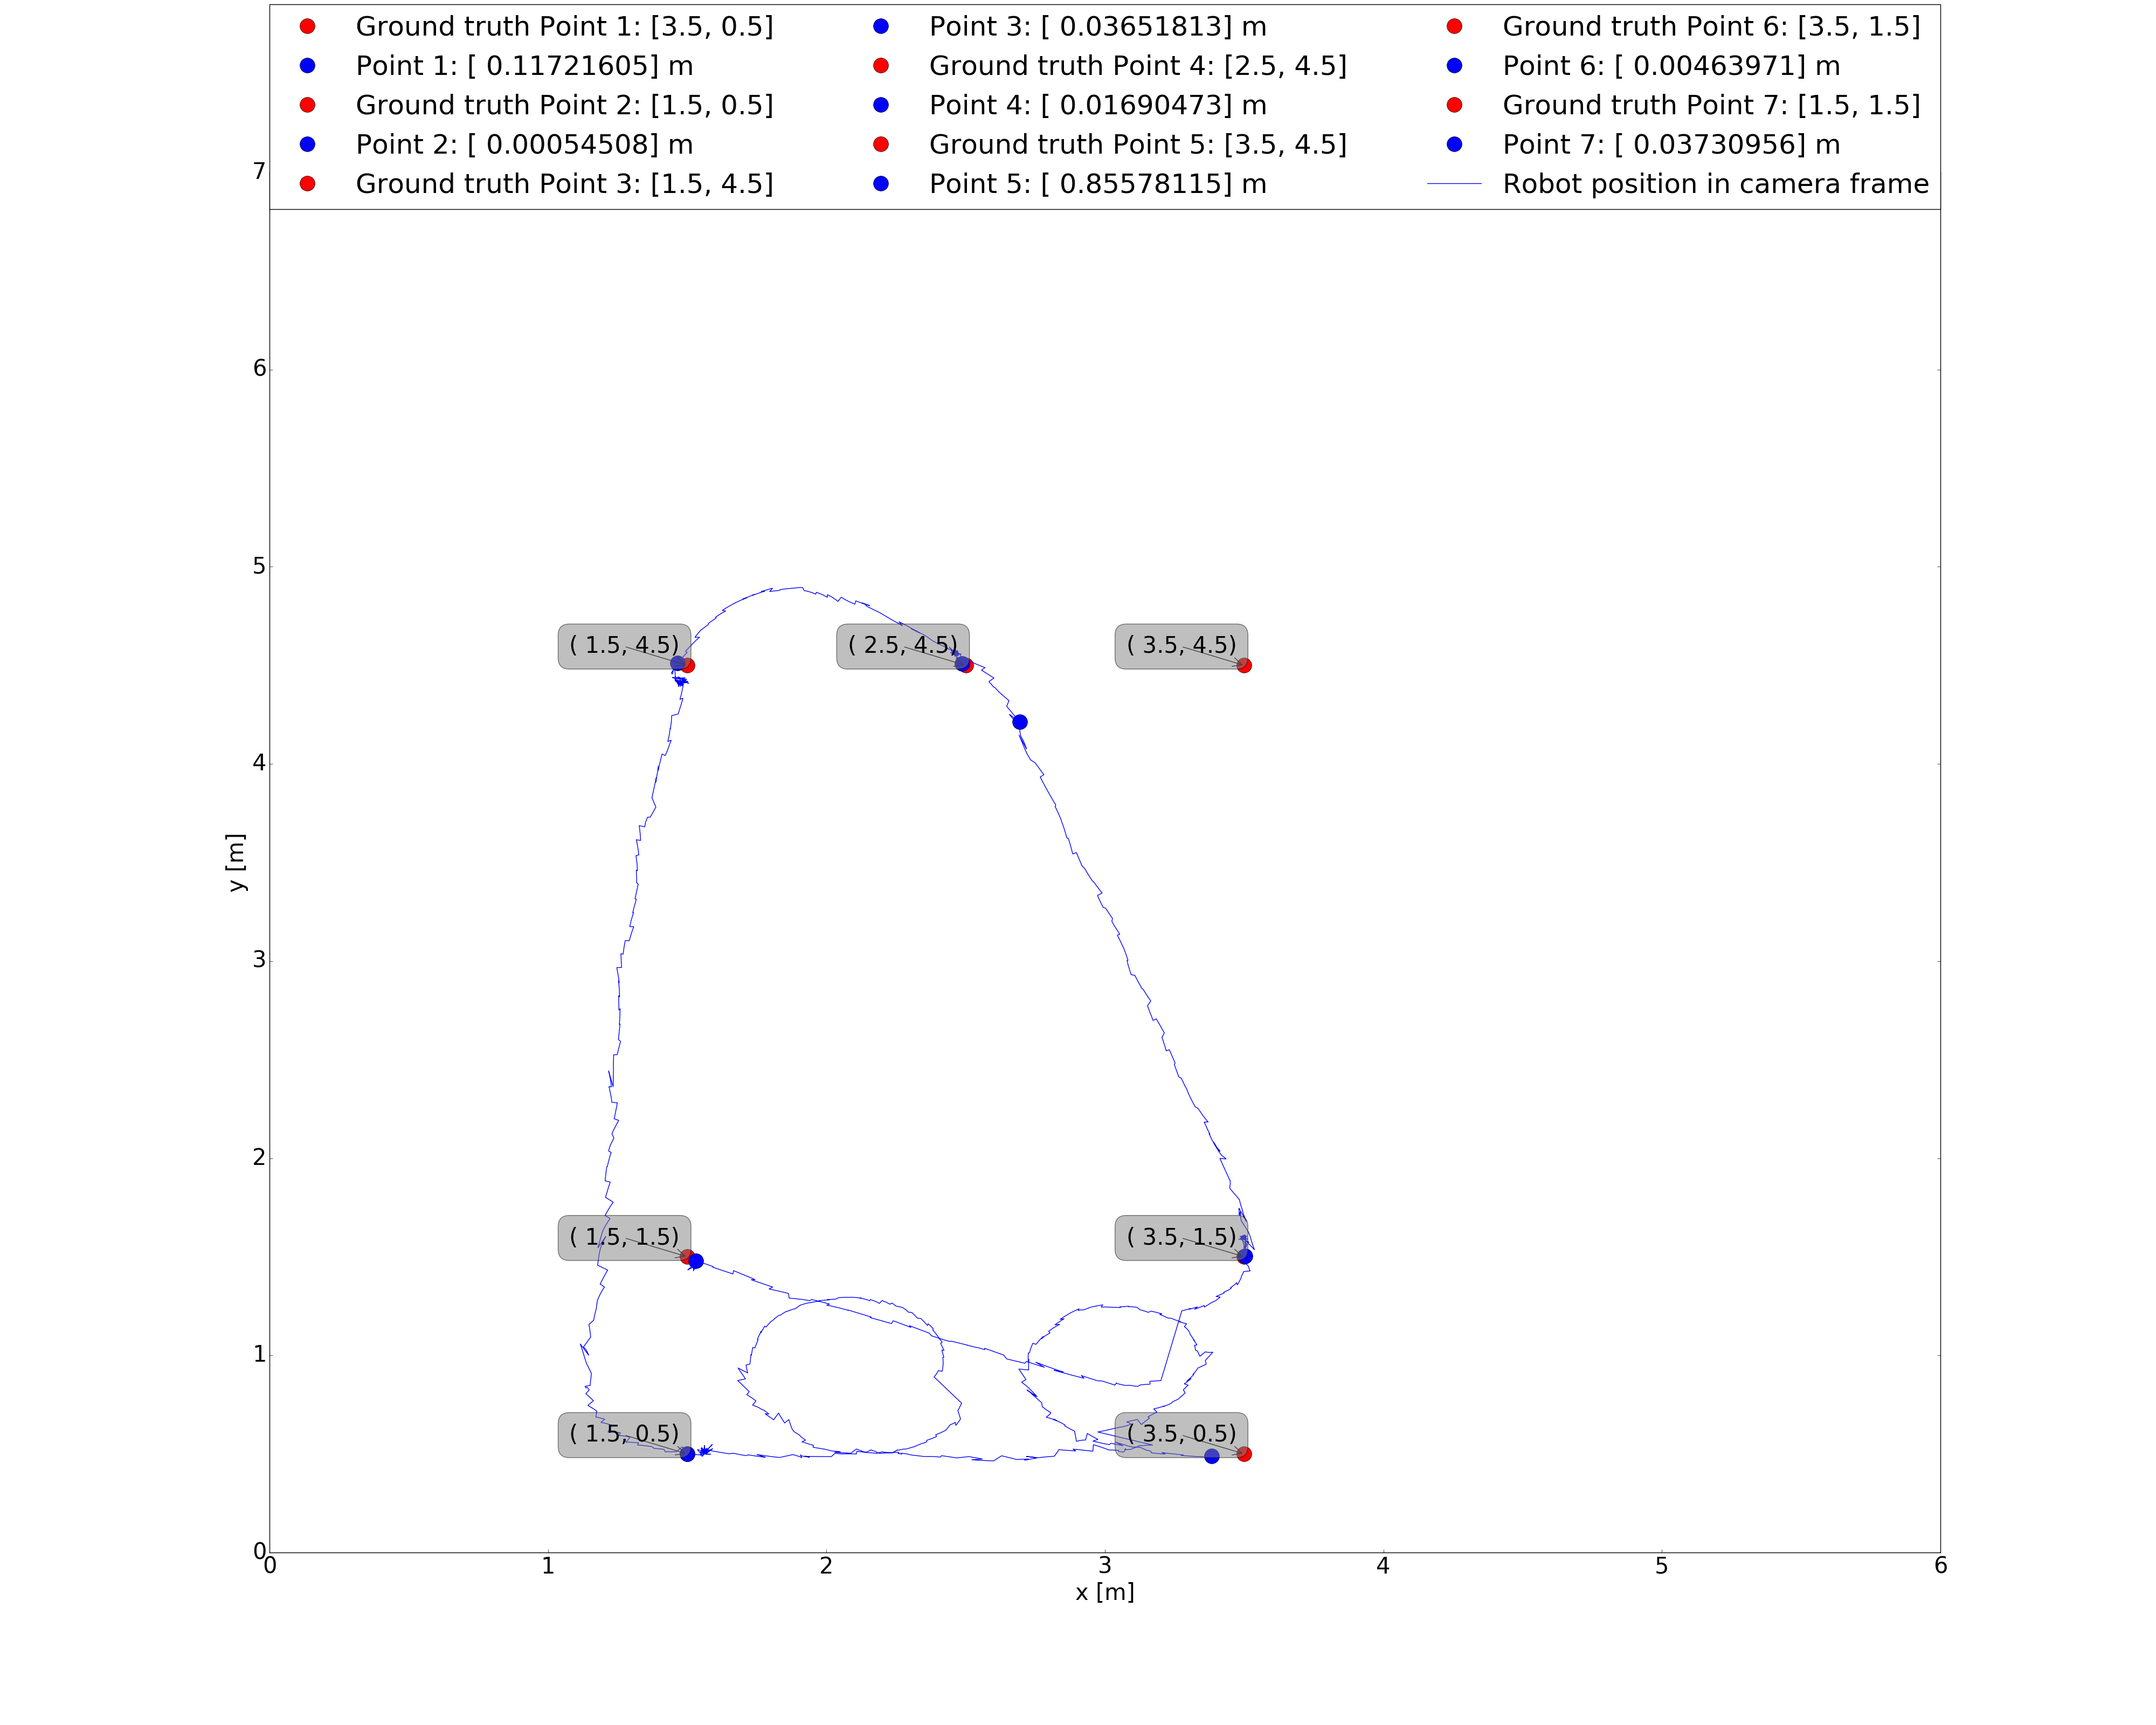 Ground truth Point 1: [3.5, 0.5]
Point 1: [ 0.11721605] m
Ground truth Point 2: [1.5, 0.5]
Point 2: [ 0.00054508] m
Ground truth Point 3: [1.5, 4.5]
Point 3: [ 0.03651813] m
Ground truth Point 4: [2.5, 4.5]
Point 4: [ 0.01690473] m
Ground truth Point 5: [3.5, 4.5]
Point 5: [ 0.85578115] m
Ground truth Point 6: [3.5, 1.5]
Point 6: [ 0.00463971] m
Ground truth Point 7: [1.5, 1.5]
Point 7: [ 0.03730956] m
Robot position in camera frame
7
6
5
4
3
2
1
0
y [m]
( 1.5, 4.5)
( 2.5, 4.5)
( 3.5, 4.5)
( 1.5, 1.5)
( 3.5, 1.5)
( 1.5, 0.5)
( 3.5, 0.5)
0 1 2 3 4 5 6
x [m]